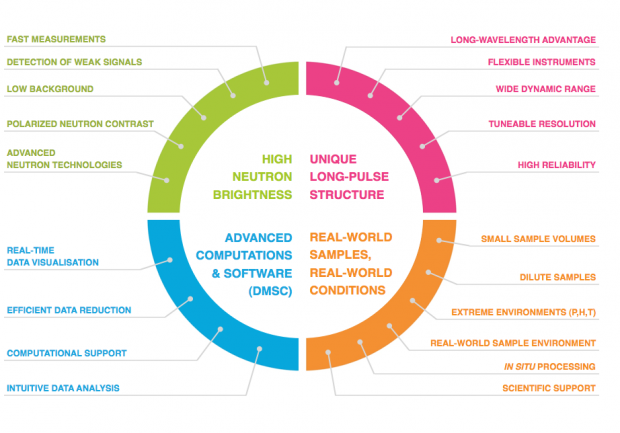 FAST MEASUREMENTS
DETECTION OF WEAK SIGNALS
LOW BACKGROUND
POLARIZED NEUTRON CONTRAST
ADVANCED
NEUTRON TECHNOLOGIES
HIGH
NEUTRON
BRIGHTNESS
UNIQUE
LONG-PULSE
STRUCTURE
LONG-WAVELENGTH ADVANTAGE
FLEXIBLE INSTRUMENTS
WIDE DYNAMIC RANGE
TUNEABLE RESOLUTION
HIGH RELIABILITY
REAL-TIME
DATA VISUALISATION
EFFICIENT DATA REDUCTION
COMPUTATIONAL SUPPORT
INTUITIVE DATA ANALYSIS
ADVANCED
COMPUTATIONS
& SOFTWARE
(DMSC)
REAL-WORLD
SAMPLES,
REAL-WORLD
CONDITIONS
SMALL SAMPLE VOLUMES
DILUTE SAMPLES
EXTREME ENVIRONMENTS (P,H,T)
REAL-WORLD SAMPLE ENVIRONMENT
IN SITU PROCESSING
SCIENTIFIC SUPPORT